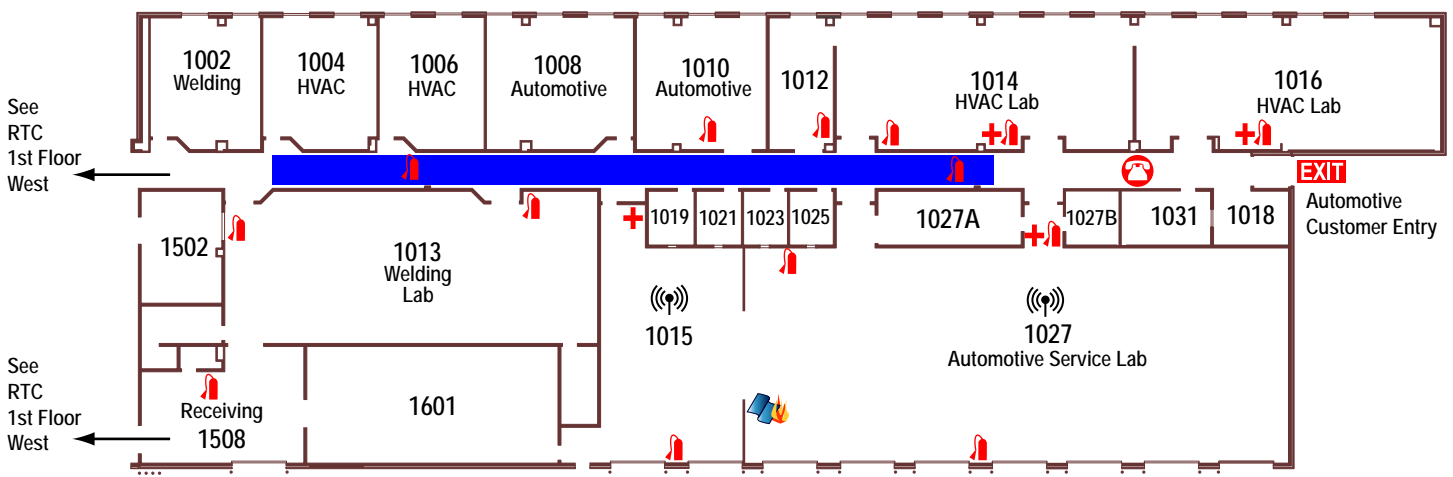 1002
Welding
1004
HVAC
1006
HVAC
1008
Automotive
1010
Automotive
1012
1014
HVAC Lab
1016
HVAC Lab
See
RTC
1st Floor
West
EXIT
Automotive
Customer Entry
1502
1013
Welding
Lab
1019
1021
1023
1025
1027A
1027B
1031
1018
1015
1027
Automotive Service Lab
See
RTC
1st Floor
West
Receiving
1508
1601